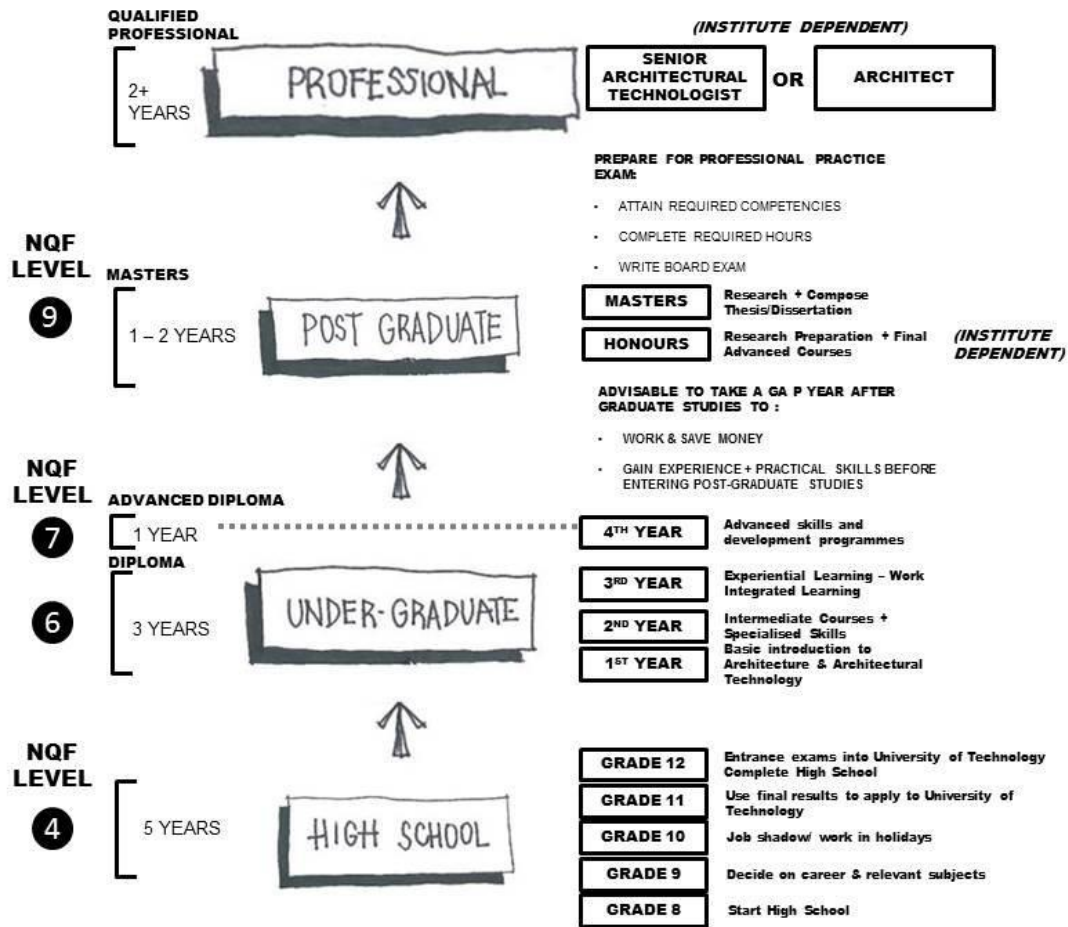 QUALIFIED
PROFESSIONAL
2+
YEARS
PROFESSIONAL
(INSTITUTE DEPENDENT)
SENIOR
ARCHITECTURAL
TECHNOLOGIST
OR
ARCHITECT
PREPARE FOR PROFESSIONAL PRACTICE
EXAM:
• ATTAIN REQUIRED COMPETENCIES
• COMPLETE REQUIRED HOURS
• WRITE BOARD EXAM
NQF
LEVEL
9
MASTERS
1 – 2 YEARS
POST GRADUATE
MASTERS
Research + Compose
Thesis/Dissertation
HONOURS
Research Preparation + Final
Advanced Courses
(INSTITUTE
DEPENDENT)
ADVISABLE TO TAKE A GA P YEAR AFTER
GRADUATE STUDIES TO :
• WORK & SAVE MONEY
• GAIN EXPERIENCE + PRACTICAL SKILLS BEFORE
ENTERING POST-GRADUATE STUDIES
NQF
LEVEL
7
ADVANCED DIPLOMA
1 YEAR
4TH YEAR
Advanced skills and
development programmes
DIPLOMA
6
3 YEARS
UNDER-GRADUATE
3RD YEAR
Experiential Learning – Work
Integrated Learning
2ND YEAR
Intermediate Courses +
Specialised Skills
1ST YEAR
Basic introduction to
Architecture & Architectural
Technology
NQF
LEVEL
4
5 YEARS
HIGH SCHOOL
GRADE 12
Entrance exams into University of Technology
Complete High School
GRADE 11
Use final results to apply to University of
Technology
GRADE 10
Job shadow/ work in holidays
GRADE 9
Decide on career & relevant subjects
GRADE 8
Start High School